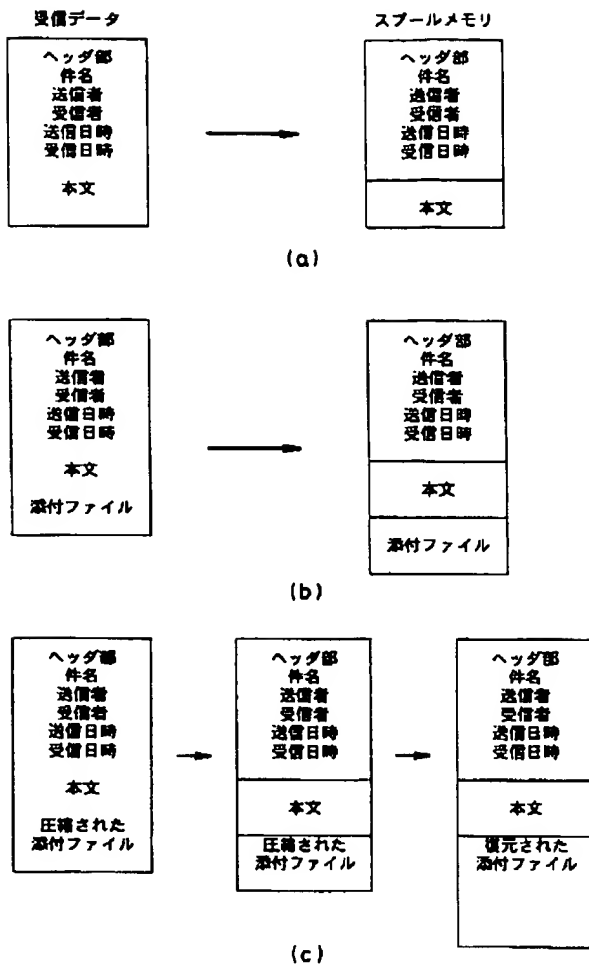 受信データ
ヘッダ部
件名
送信者
受信者
送信日時
受信日時
本文
スプールメモリ
ヘッダ部
件名
送信者
受信者
送信日時
受信日時
本文
(a)
ヘッダ部
件名
送信者
受信者
送信日時
受信日時
本文
添付ファイル
ヘッダ部
件名
送信者
受信者
送信日時
受信日時
本文
添付ファイル
(b)
ヘッダ部
件名
送信者
受信者
送信日時
受信日時
本文
圧縮された
添付ファイル
ヘッダ部
件名
送信者
受信者
送信日時
受信日時
本文
圧縮された
添付ファイル
ヘッダ部
件名
送信者
受信者
送信日時
受信日時
本文
復元された
添付ファイル
(c)